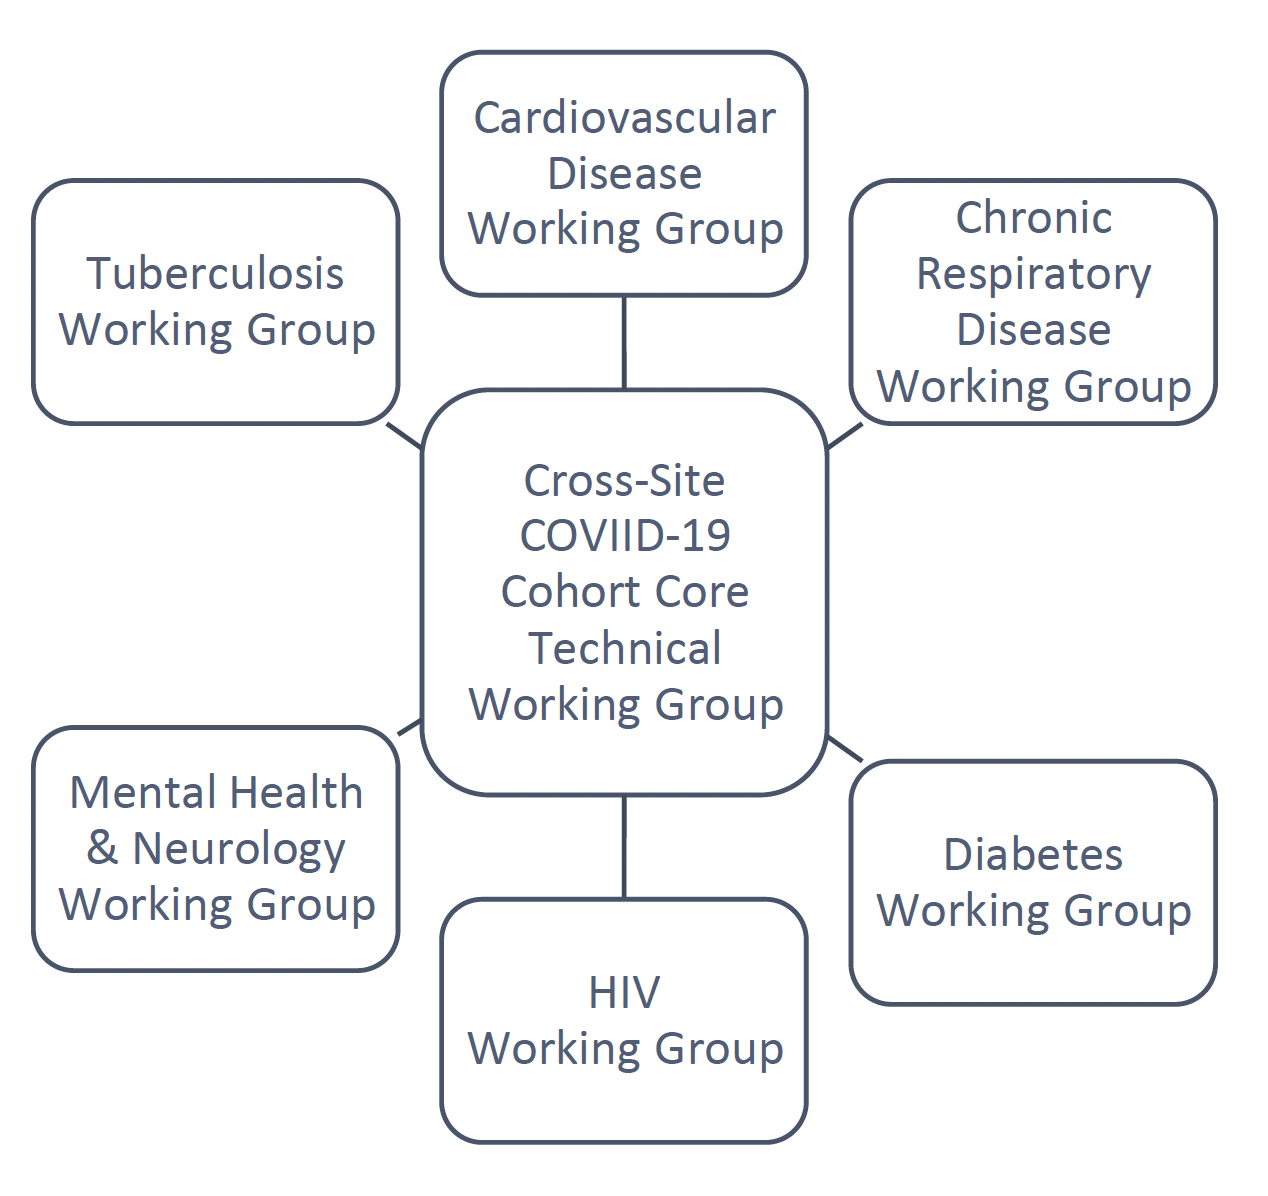 Cardiovascular
Disease
Working Group
Tuberculosis
Working Group
Chronic
Respiratory
Disease
Working Group
Cross-Site
COVIID-19
Cohort Core
Technical
Working Group
Mental Health
& Neurology
Working Group
Diabetes
Working Group
HIV
Working Group